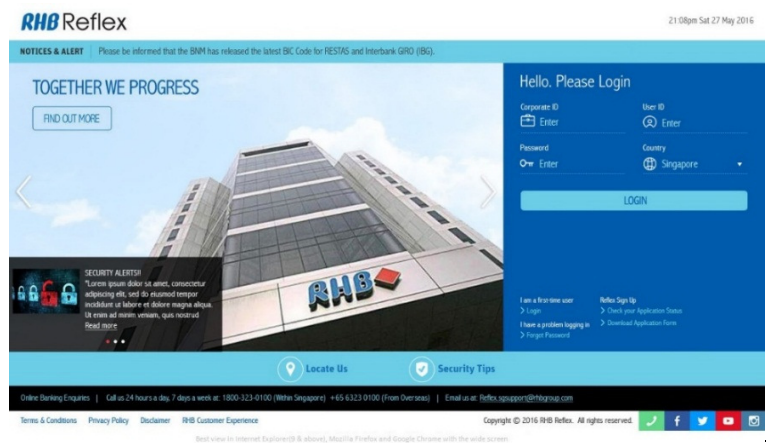 RHB Reflex
21:08pm Sat 27 May 2016
NOTICES & ALERT
Please be informed that the BNM has released the latest BIC Code for RESTAS and Interbank GIRO (IBG).
TOGETHER WE PROGRESS
FIND OUT MORE
RHB
SECURITY ALERTS!!
"Lorem ipsum dolor sit amet, consectetur
adipiscing elit, sed do eiusmod tempor
incididunt ut labore et dolore magna aliqua.
Ut enim ad minim veniam, quis nostrud
Read more
Hello. Please Login
Corporate ID
Enter
User ID
Enter
Password
Enter
Country
Singapore
LOGIN
I am a first-time user
Login
I have a problem logging in
Forgot Password
Reflex Sign Up
Check your Application Status
Download Application Form
Locate Us
Security Tips
Online Banking Enquiries | Call us 24 hours a day, 7 days a week at: 1800-323-0100 (Within Singapore) +65 6323 0100 (From Overseas) | Email us at: Reflex.sgsupport@rhbgroup.com
Terms & Conditions Privacy Policy Disclaimer RHB Customer Experience
Copyright © 2016 RHB Reflex. All rights reserved.
Best view in Internet Explorer(9 & above), Mozilla Firefox and Google Chrome with the wide screen